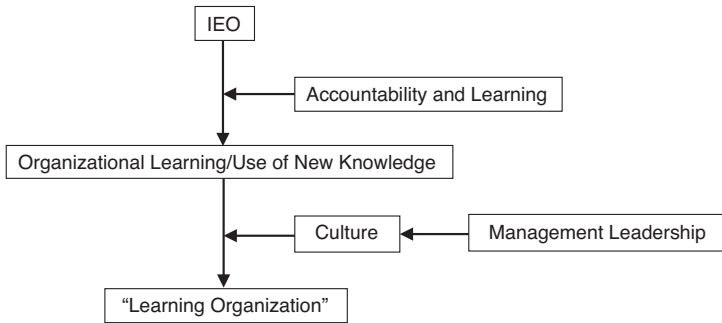 IEO
Accountability and Learning
Organizational Learning/Use of New Knowledge
Culture
Management Leadership
“Learning Organization”